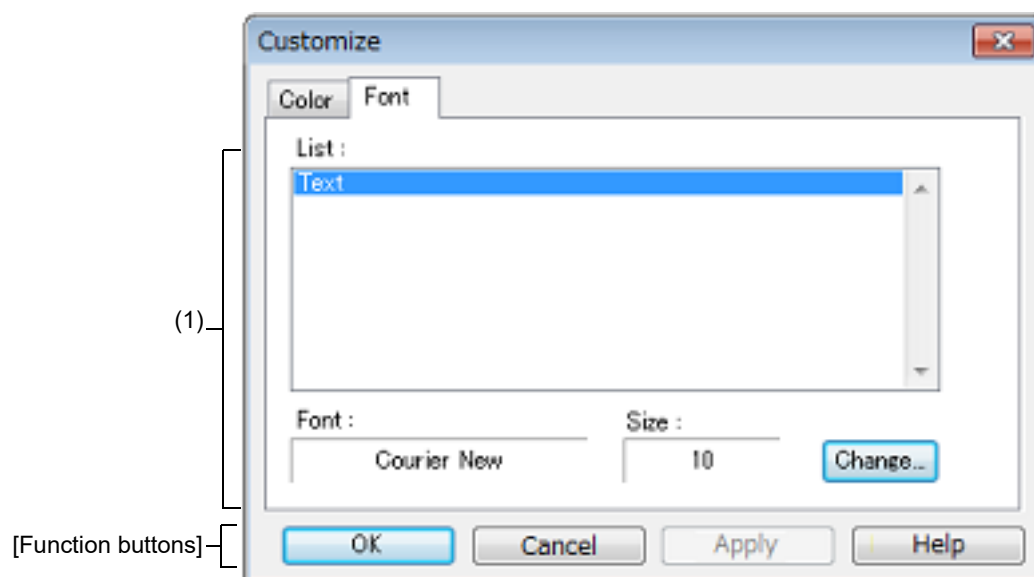 Customize
Color Font
List :
Text
(1)
Font : Size :
Courier New 10 Change...
[Function buttons] OK Cancel Apply Help